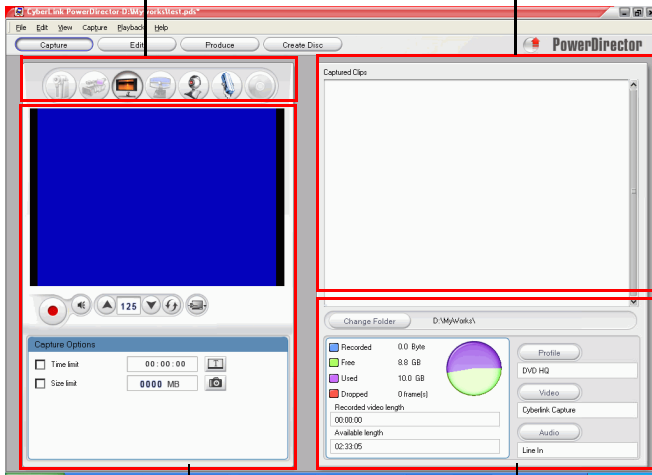 CyberLink PowerDirector-D:\MyWorks\test.pds*
File Edit View Capture Playback Help
Capture Edit Produce Create Disc PowerDirector
Captured Clips
125
Change Folder D:\MyWorks\
Capture Options
Time limit 00:00:00
Size limit 0000 MB
Recorded 0.0 Byte
Free 8.8 GB
Used 10.0 GB
Dropped 0 frame(s)
Recorded video length
00:00:00
Available length
02:33:05
Profile
DVD HQ
Video
Cyberlink Capture
Audio
Line In